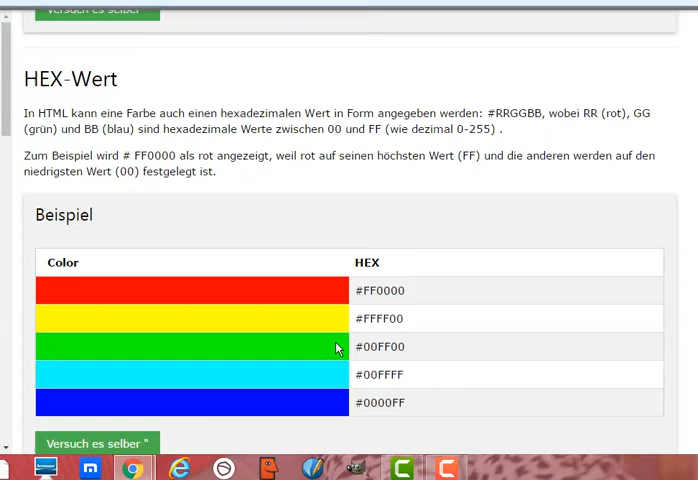 Versuch es selber "
HEX-Wert
In HTML kann eine Farbe auch einen hexadezimalen Wert in Form angegeben werden: #RRGGBB, wobei RR (rot), GG
(grün) und BB (blau) sind hexadezimale Werte zwischen 00 und FF (wie dezimal 0-255) .
Zum Beispiel wird # FF0000 als rot angezeigt, weil rot auf seinen höchsten Wert (FF) und die anderen werden auf den
niedrigsten Wert (00) festgelegt ist.
Beispiel
Color HEX
#FF0000
#FFFF00
#00FF00
#00FFFF
#0000FF
Versuch es selber "